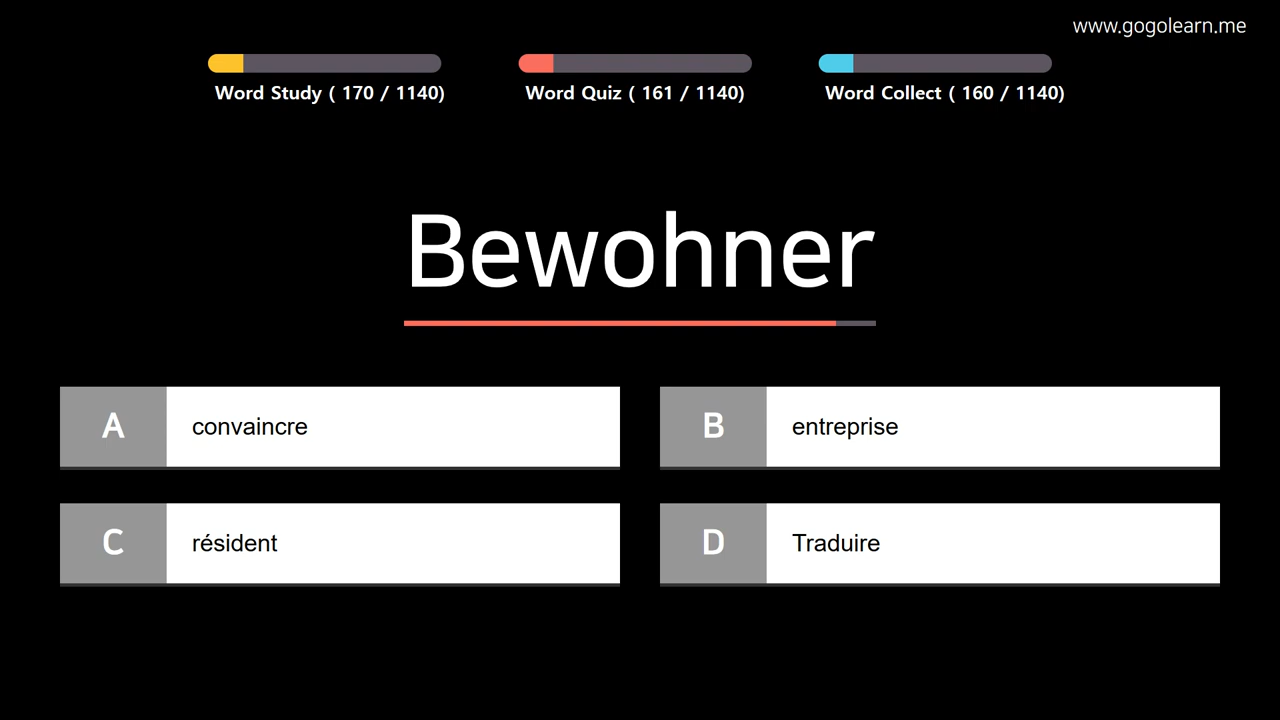 www.gogolearn.me
Word Study ( 170 / 1140)
Word Quiz ( 161 / 1140)
Word Collect ( 160 / 1140)
Bewohner
A convaincre
B entreprise
C résident
D Traduire